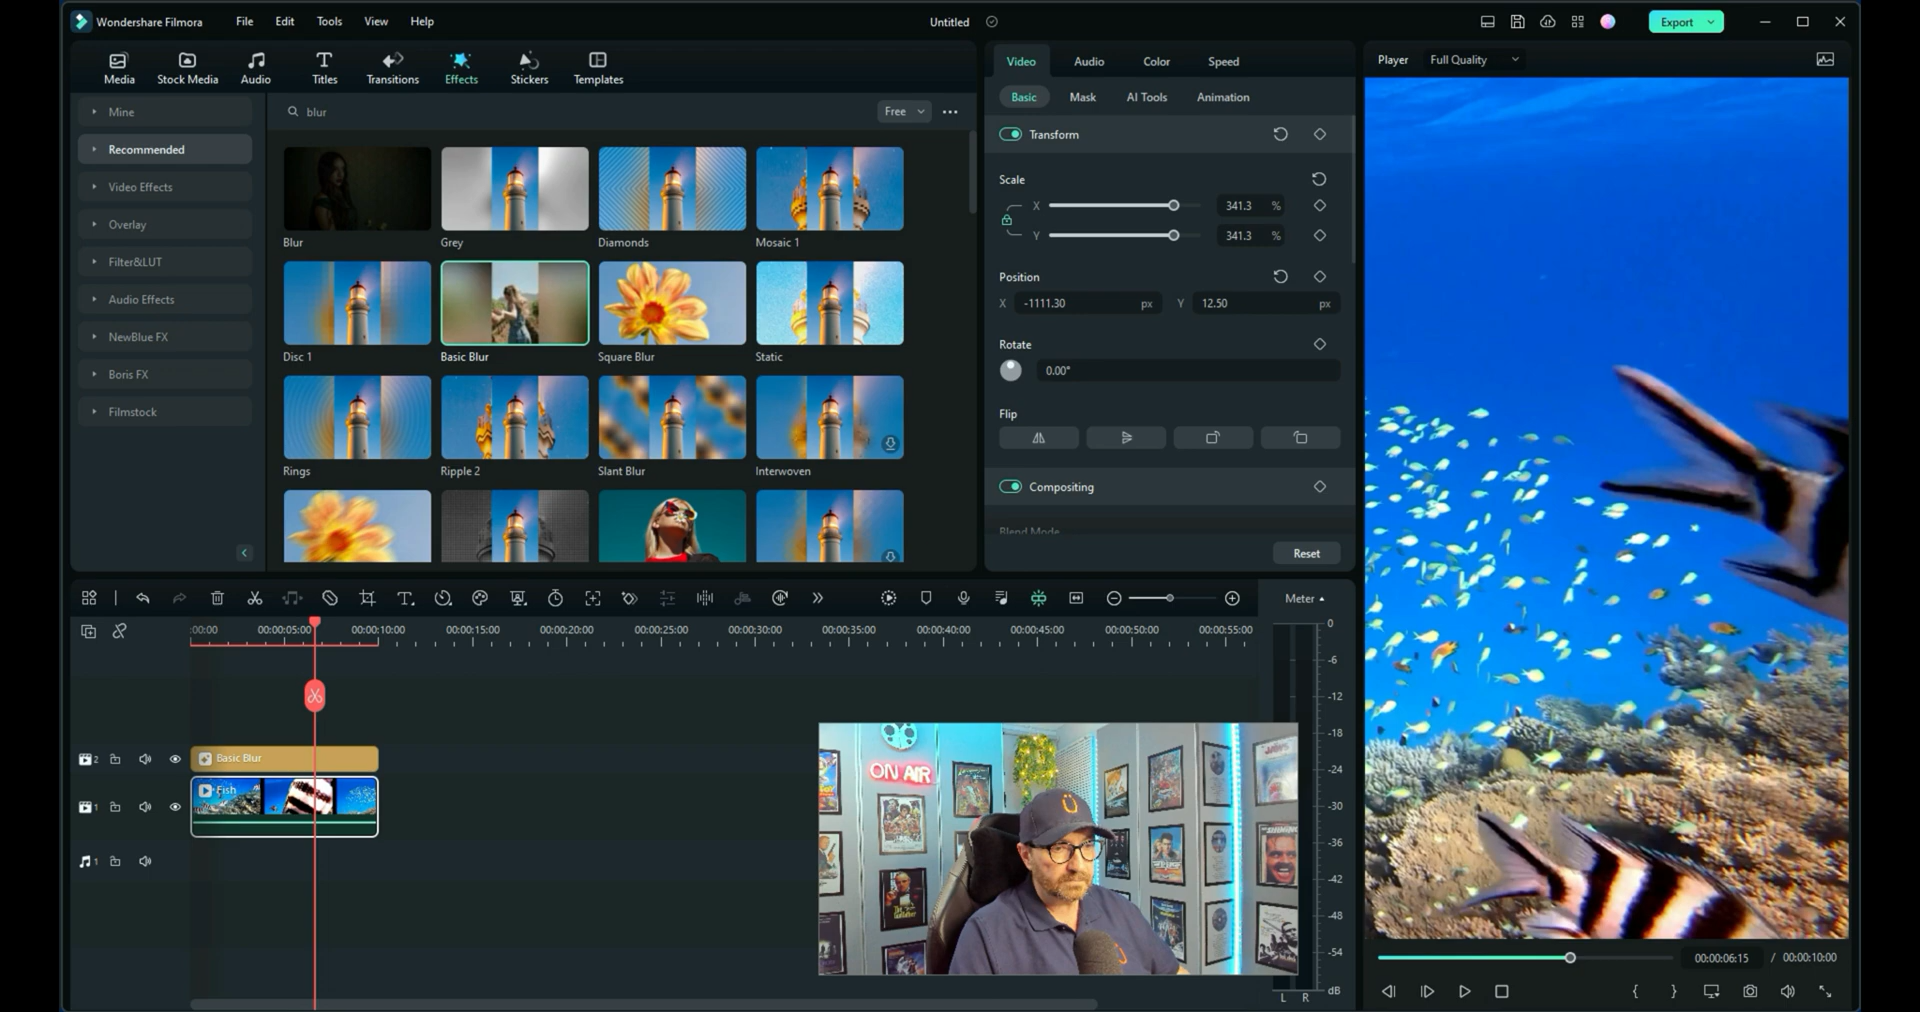 Wondershare Filmora
File
Edit
Tools
View
Help
Untitled
Export
Media
Stock Media
Audio
Titles
Transitions
Effects
Stickers
Templates
Mine
Recommended
Video Effects
Overlay
Filter&LUT
Audio Effects
NewBlue FX
Boris FX
Filmstock
blur
Free
Blur
Grey
Diamonds
Mosaic 1
Disc 1
Basic Blur
Square Blur
Static
Rings
Ripple 2
Slant Blur
Interwoven
Video
Audio
Color
Speed
Basic
Mask
AI Tools
Animation
Transform
Scale
X
341.3
%
Y
341.3
%
Position
X
-1111.30
px
Y
12.50
px
Rotate
0.00°
Flip
Compositing
Blend Mode
Reset
Player
Full Quality
00:00:06:15
/
00:00:10:00
Meter
:00:00
00:00:05:00
00:00:10:00
00:00:15:00
00:00:20:00
00:00:25:00
00:00:30:00
00:00:35:00
00:00:40:00
00:00:45:00
00:00:50:00
00:00:55:00
2
Basic Blur
1
Fish
1
0
-6
-12
-18
-24
-30
-36
-42
-48
-54
dB
L R
ON AIR